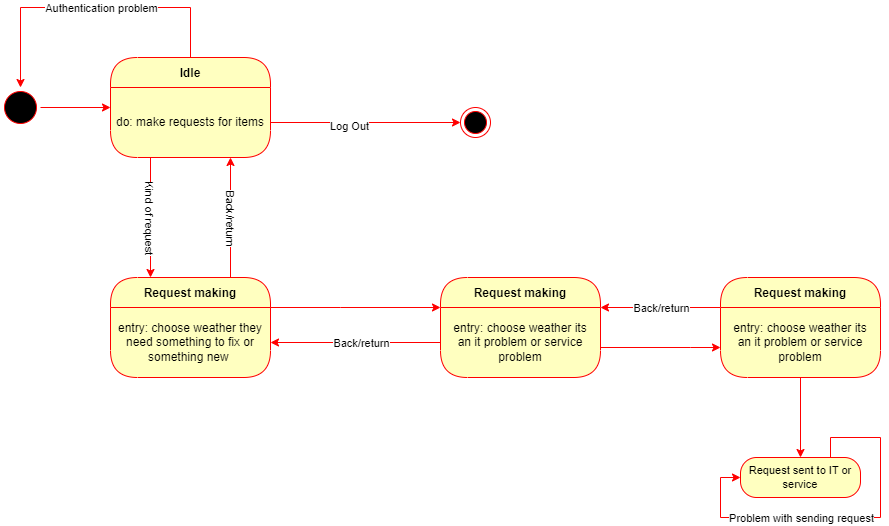 Authentication problem
Idle
do: make requests for items
Log Out
Kind of request
Back/return
Request making
entry: choose weather they
need something to fix or
something new
Back/return
Request making
entry: choose weather its
an it problem or service
problem
Back/return
Request making
entry: choose weather its
an it problem or service
problem
Request sent to IT or
service
Problem with sending request